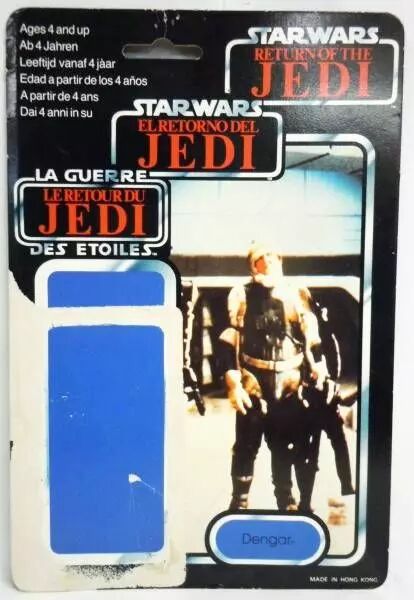 Ages 4 and up
Ab 4 Jahren
Leeftijd vanaf 4 jáar
Edad a partir de los 4 años
A partir de 4 ans
Dai 4 anni in su
STAR WARS
RETURN OF THE
JEDI
STAR WARS
EL RETORNO DEL
JEDI
LA GUERRE
LE RETOUR DU
JEDI
DES ETOILES
Dengar
MADE IN HONG KONG